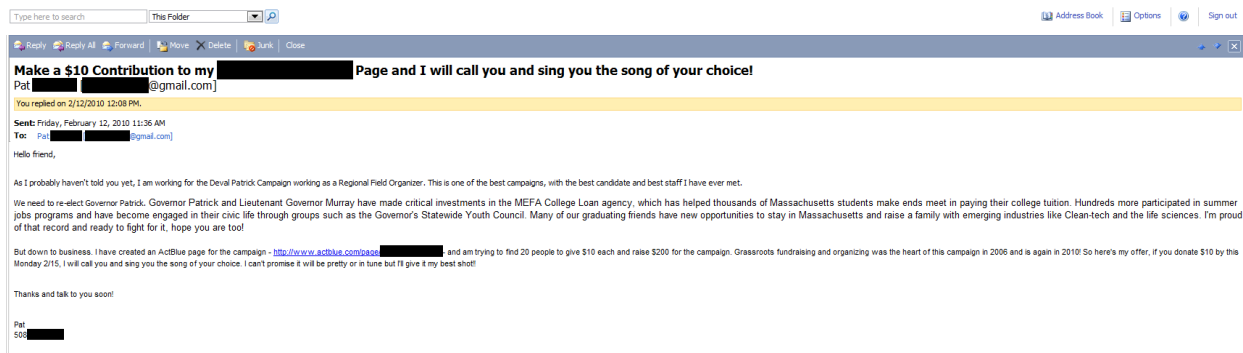 Type here to search This Folder Address Book Options Sign out
Reply Reply All Forward Move Delete Junk Close
Make a $10 Contribution to my Page and I will call you and sing you the song of your choice!
Pat [ @gmail.com]
You replied on 2/12/2010 12:08 PM.
Sent: Friday, February 12, 2010 11:36 AM
To: Pat [ @gmail.com]
Hello friend,
As I probably haven't told you yet, I am working for the Deval Patrick Campaign working as a Regional Field Organizer. This is one of the best campaigns, with the best candidate and best staff I have ever met.
We need to re-elect Governor Patrick. Governor Patrick and Lieutenant Governor Murray have made critical investments in the MEFA College Loan agency, which has helped thousands of Massachusetts students make ends meet in paying their college tuition. Hundreds more participated in summer
jobs programs and have become engaged in their civic life through groups such as the Governor's Statewide Youth Council. Many of our graduating friends have new opportunities to stay in Massachusetts and raise a family with emerging industries like Clean-tech and the life sciences. I'm proud
of that record and ready to fight for it, hope you are too!
But down to business. I have created an ActBlue page for the campaign - http://www.actblue.com/page/ - and am trying to find 20 people to give $10 each and raise $200 for the campaign. Grassroots fundraising and organizing was the heart of this campaign in 2006 and is again in 2010! So here's my offer, if you donate $10 by this
Monday 2/15, I will call you and sing you the song of your choice. I can't promise it will be pretty or in tune but I'll give it my best shot!
Thanks and talk to you soon!
Pat
508